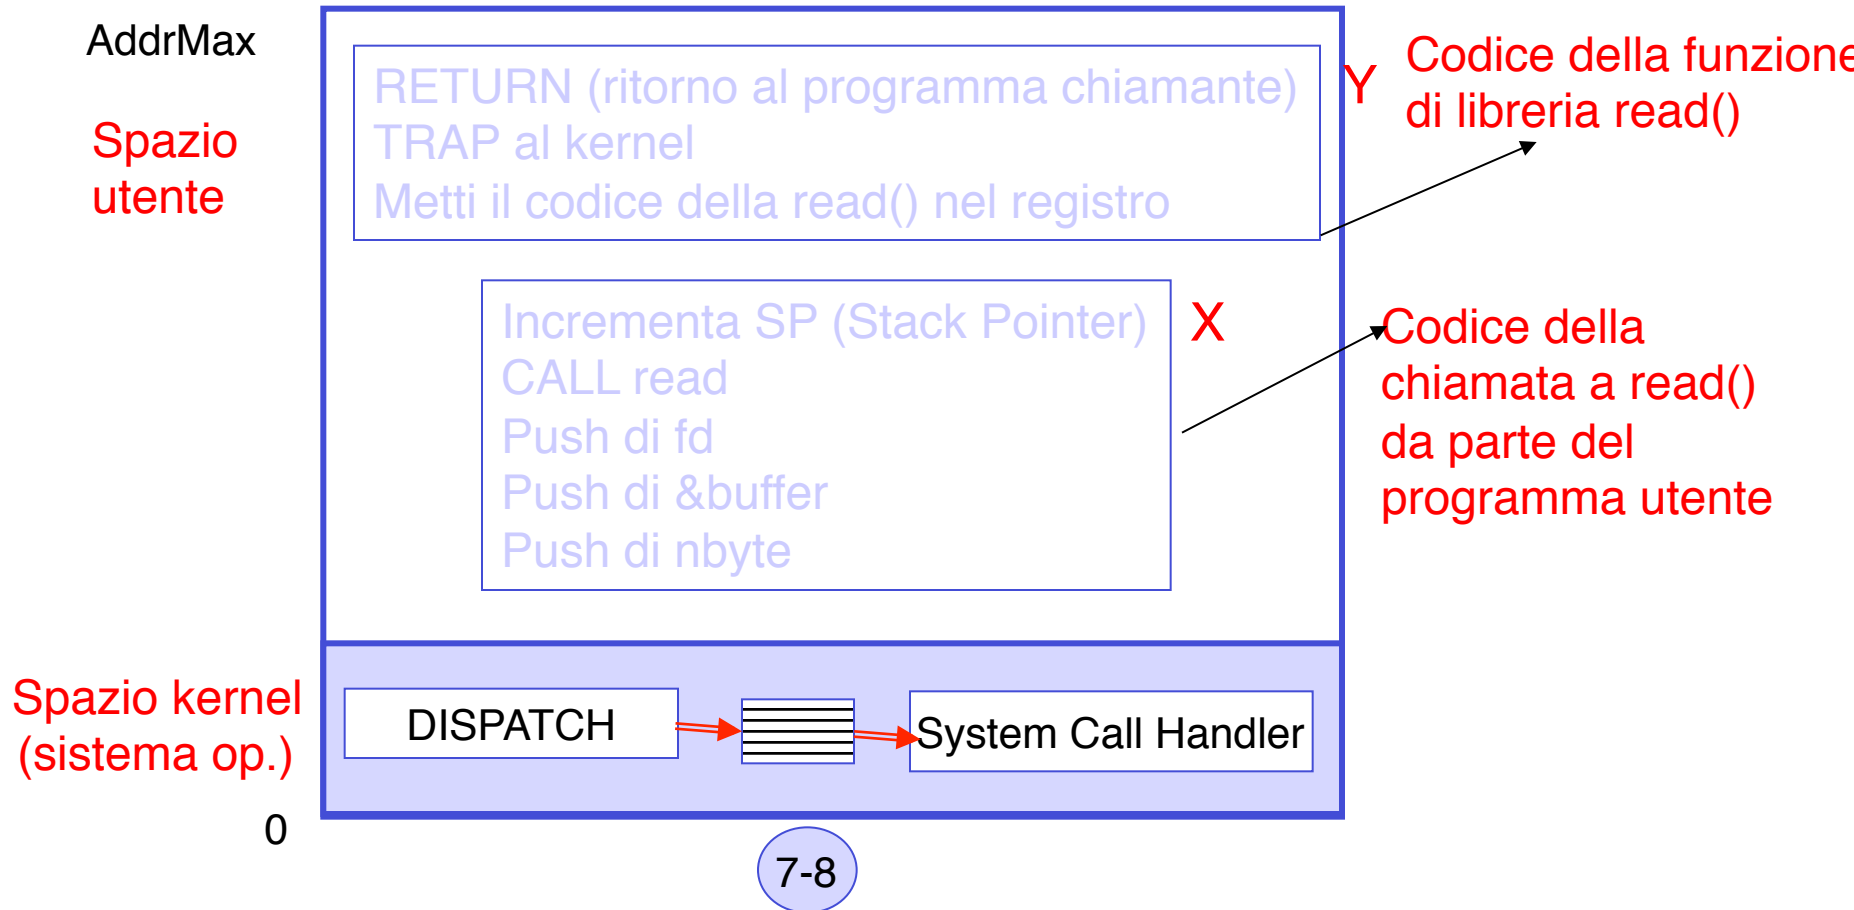 AddrMax
Spazio
utente
RETURN (ritorno al programma chiamante)
TRAP al kernel
Metti il codice della read() nel registro
Y
Codice della funzione
di libreria read()
Incrementa SP (Stack Pointer)
CALL read
Push di fd
Push di &buffer
Push di nbyte
X
Codice della
chiamata a read()
da parte del
programma utente
Spazio kernel
(sistema op.)
DISPATCH
System Call Handler
0
7-8